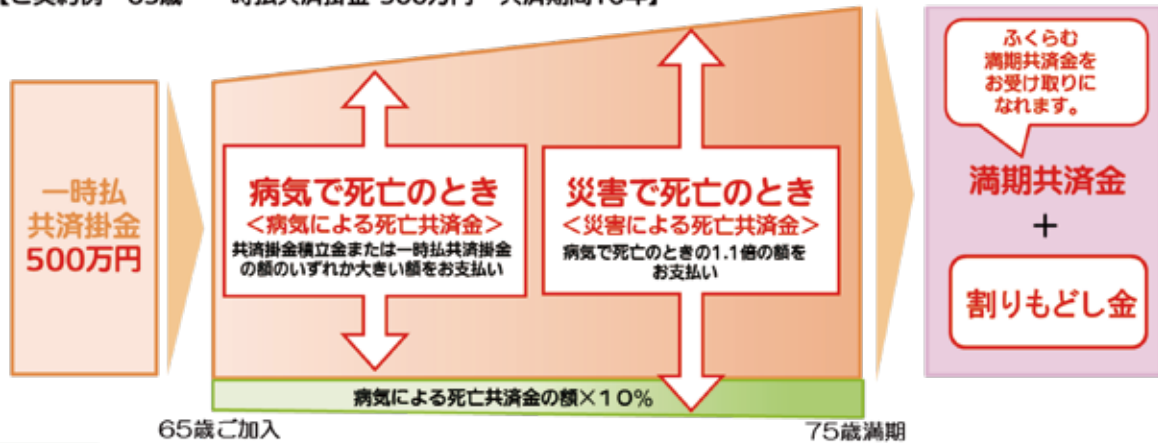 一時払
共済掛金
500万円
病気で死亡のとき
<病気による死亡共済金>
共済掛金積立金または一時払共済掛金
の額のいずれか大きい額をお支払い
災害で死亡のとき
<災害による死亡共済金>
病気で死亡のときの1.1倍の額を
お支払い
病気による死亡共済金の額×10%
65歳ご加入
75歳満期
ふくらむ
満期共済金を
お受け取りに
なれます。
満期共済金
+
割りもどし金